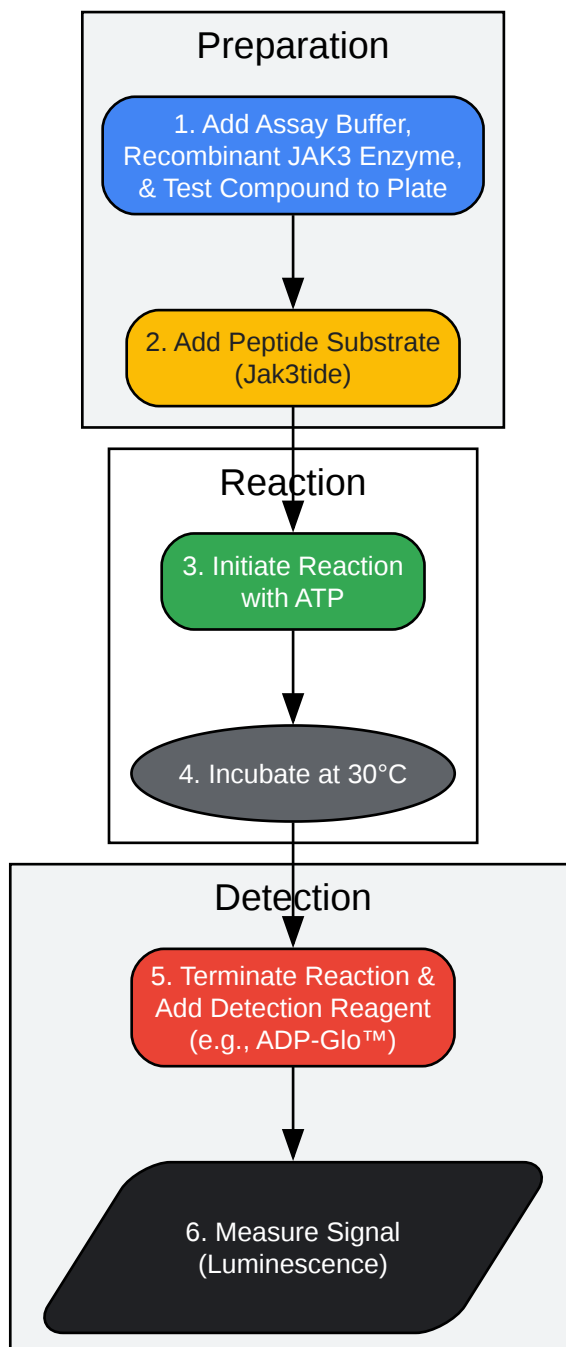 Preparation
1. Add Assay Buffer,
Recombinant JAK3 Enzyme,
& Test Compound to Plate
2. Add Peptide Substrate
(Jak3tide)
Reaction
3. Initiate Reaction
with ATP
4. Incubate at 30°C
Detection
5. Terminate Reaction &
Add Detection Reagent
(e.g., ADP-Glo™)
6. Measure Signal
(Luminescence)